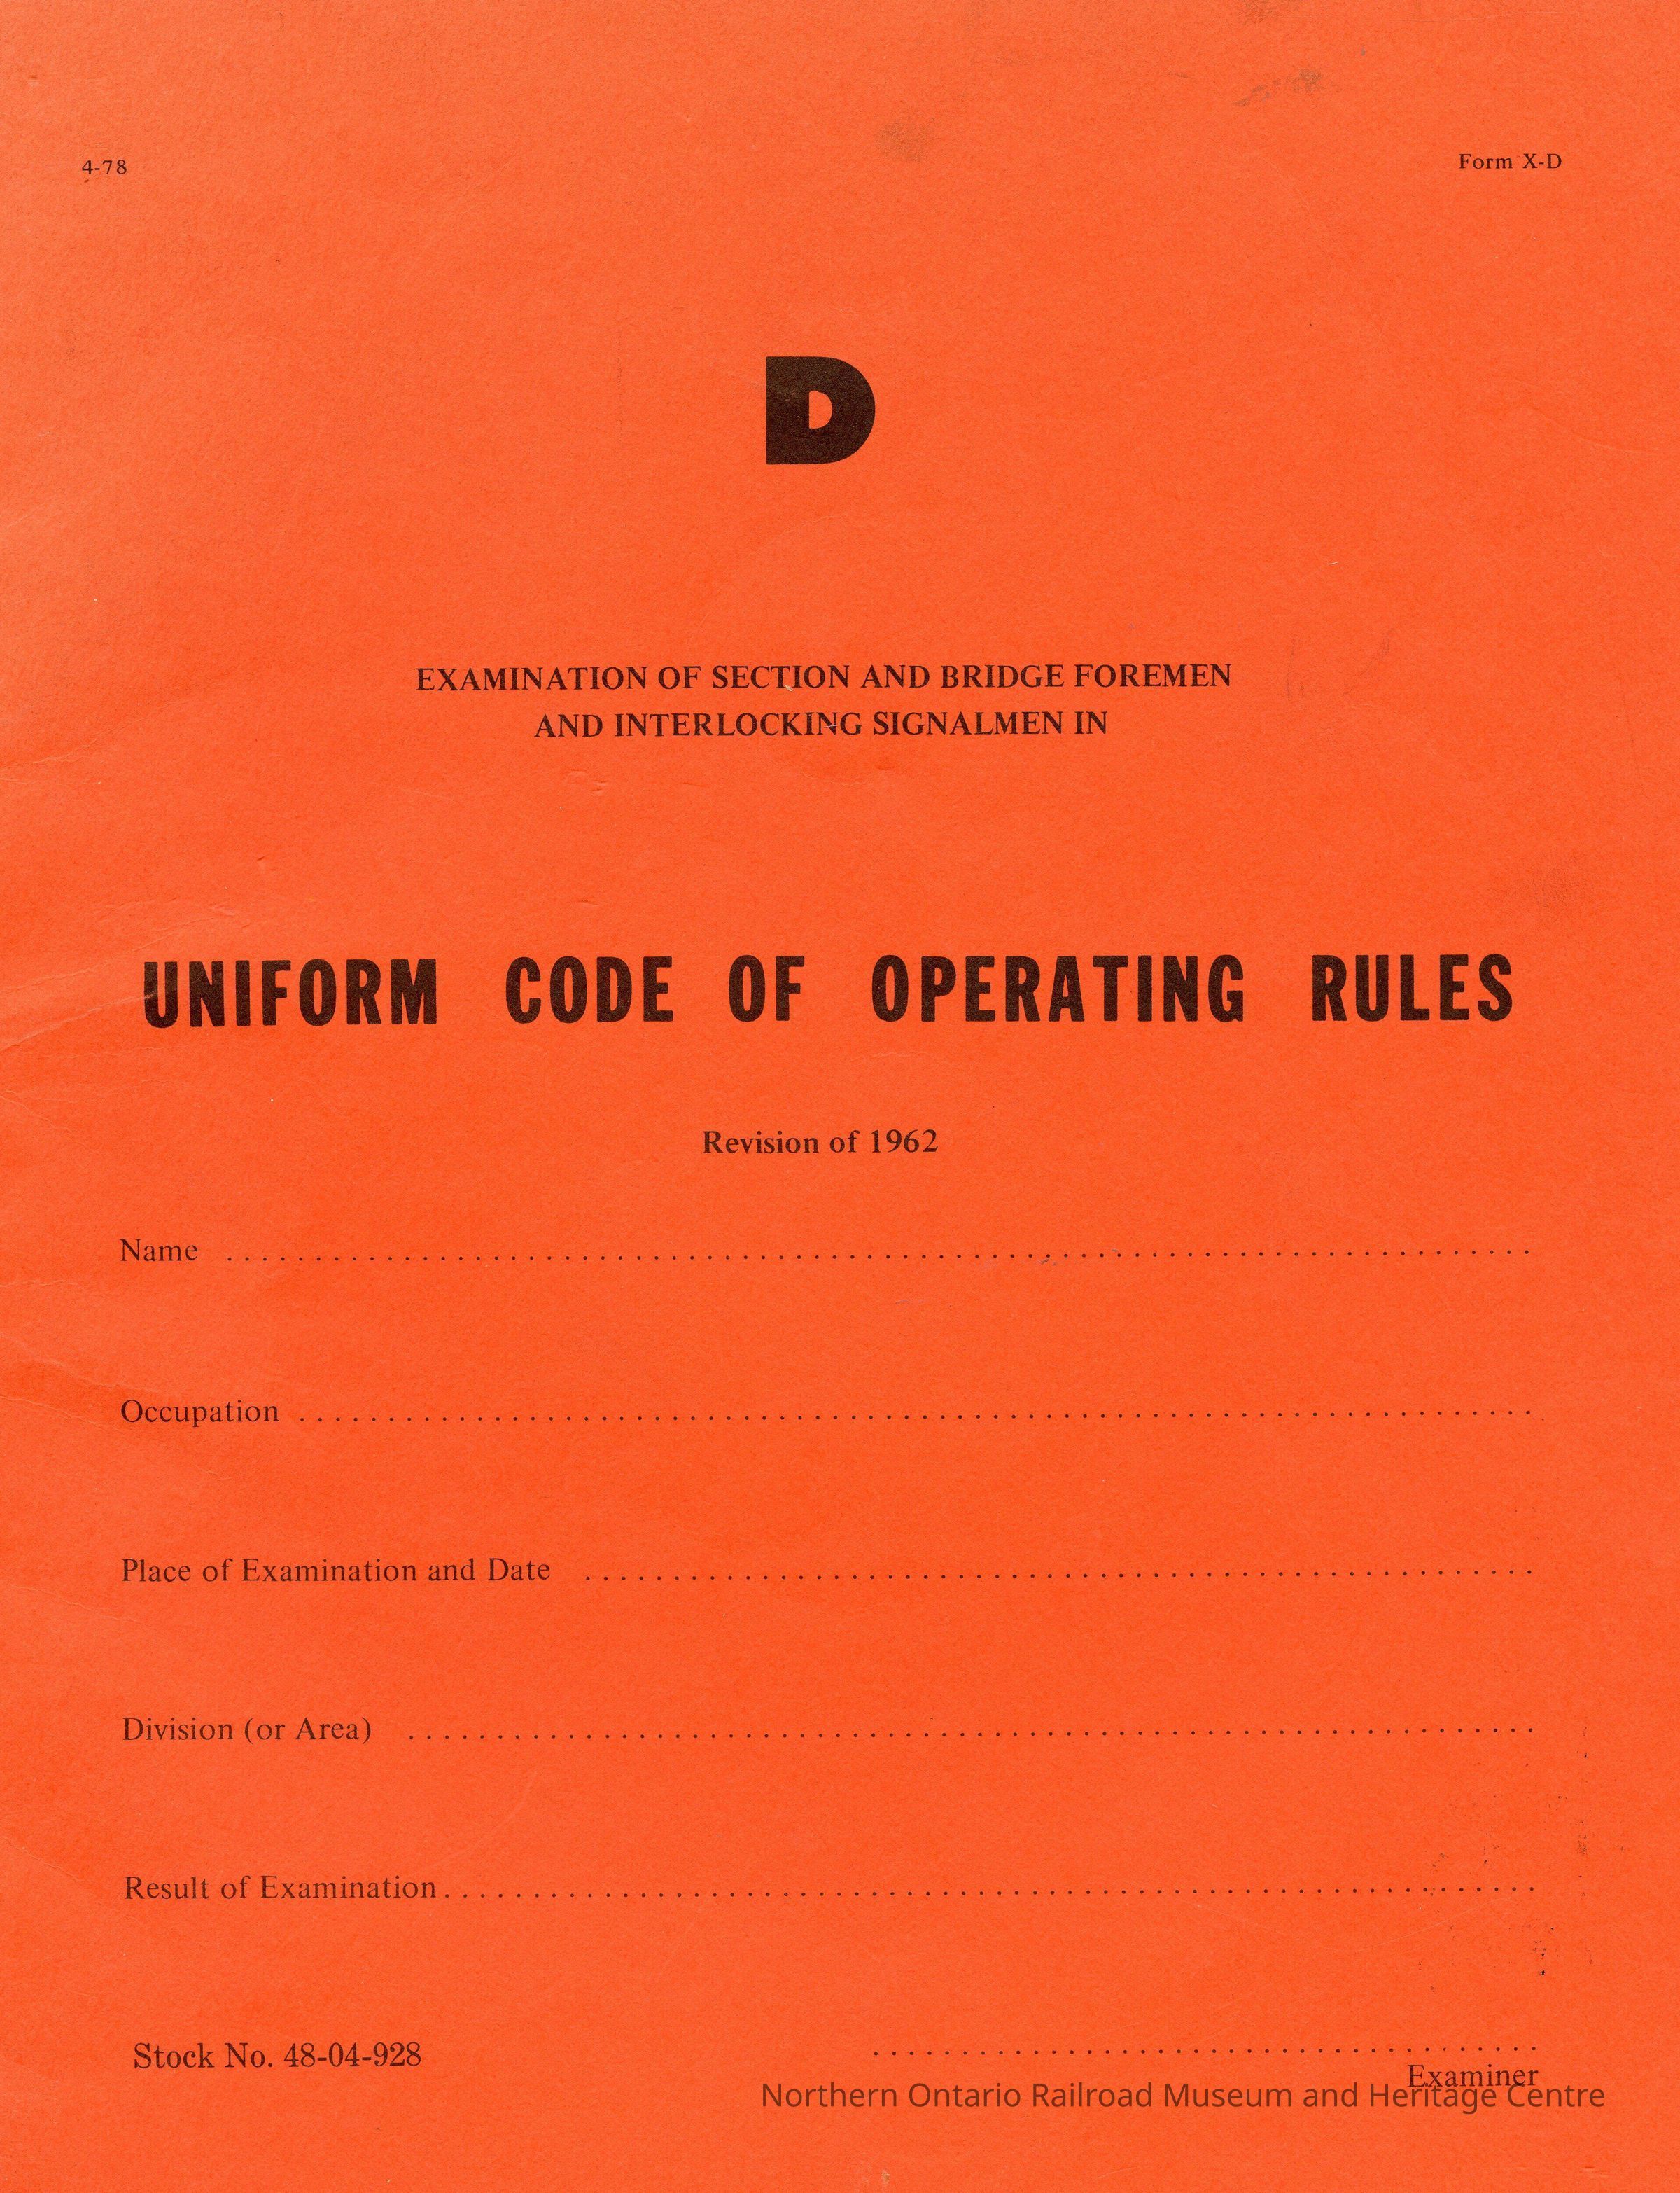 4-78
Form X-D
D
EXAMINATION OF SECTION AND BRIDGE FOREMEN
AND INTERLOCKING SIGNALMEN IN
UNIFORM CODE OF OPERATING RULES
Revision of 1962
Name
Occupation
Place of Examination and Date
Division (or Area)
Result of Examination
Stock No. 48-04-928
Examiner
Northern Ontario Railroad Museum and Heritage Centre